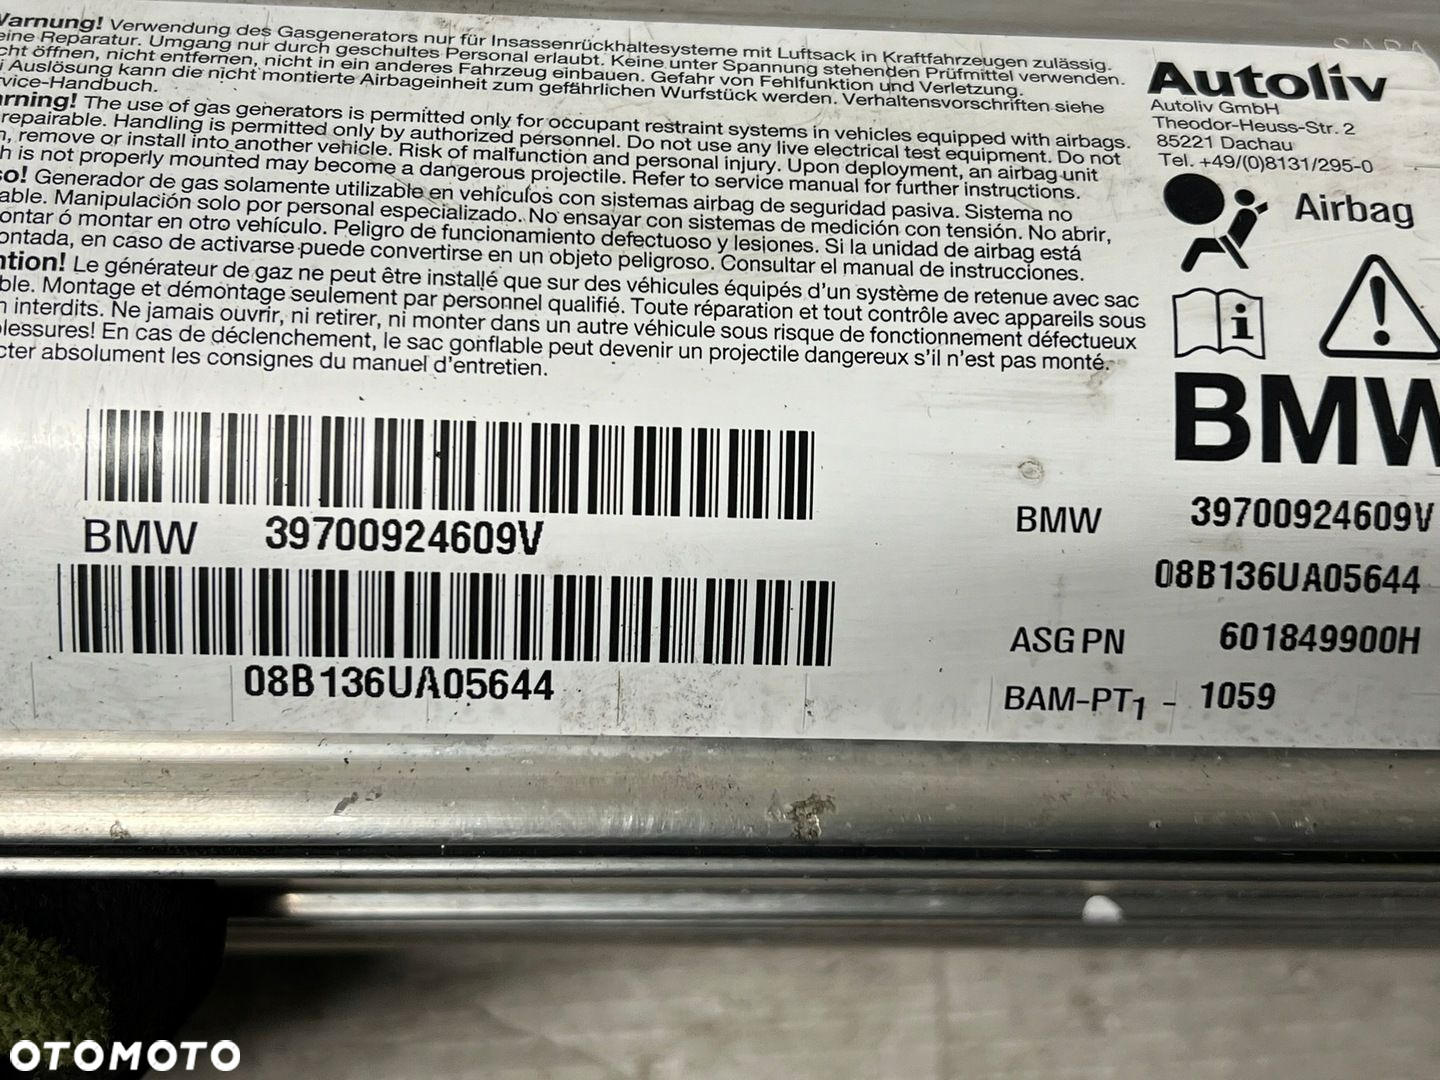 Warnung! Verwendung des Gasgenerators nur für Insassenrückhaltesysteme mit Luftsack in Kraftfahrzeugen zulässig.
eine Reparatur. Umgang nur durch geschultes Personal erlaubt. Keine unter Spannung stehenden Prüfmittel verwenden.
cht öffnen, nicht entfernen, nicht in ein anderes Fahrzeug einbauen. Gefahr von Fehlfunktion und Verletzung.
i Auslösung kann die nicht montierte Airbageinheit zum gefährlichen Wurfstück werden. Verhaltensvorschriften siehe
rvice-Handbuch.
arning! The use of gas generators is permitted only for occupant restraint systems in vehicles equipped with airbags.
repairable. Handling is permitted only by authorized personnel. Do not use any live electrical test equipment. Do not
n, remove or install into another vehicle. Risk of malfunction and personal injury. Upon deployment, an airbag unit
h is not properly mounted may become a dangerous projectile. Refer to service manual for further instructions.
so! Generador de gas solamente utilizable en vehículos con sistemas airbag de seguridad pasiva. Sistema no
able. Manipulación solo por personal especializado. No ensayar con sistemas de medición con tensión. No abrir,
ontar ó montar en otro vehículo. Peligro de funcionamiento defectuoso y lesiones. Si la unidad de airbag está
ontada, en caso de activarse puede convertirse en un objeto peligroso. Consultar el manual de instrucciones.
ntion! Le générateur de gaz ne peut être installé que sur des véhicules équipés d'un système de retenue avec sac
ble. Montage et démontage seulement par personnel qualifié. Toute réparation et tout contrôle avec appareils sous
n interdits. Ne jamais ouvrir, ni retirer, ni monter dans un autre véhicule sous risque de fonctionnement défectueux
blessures! En cas de déclenchement, le sac gonflable peut devenir un projectile dangereux s'il n'est pas monté.
cter absolument les consignes du manuel d'entretien.
Autoliv
Autoliv GmbH
Theodor-Heuss-Str. 2
85221 Dachau
Tel. +49/(0)8131/295-0
Airbag
BMW
BMW 39700924609V
08B136UA05644
BMW 39700924609V
08B136UA05644
ASG PN 601849900H
BAM-PT1 - 1059
OTOMOTO